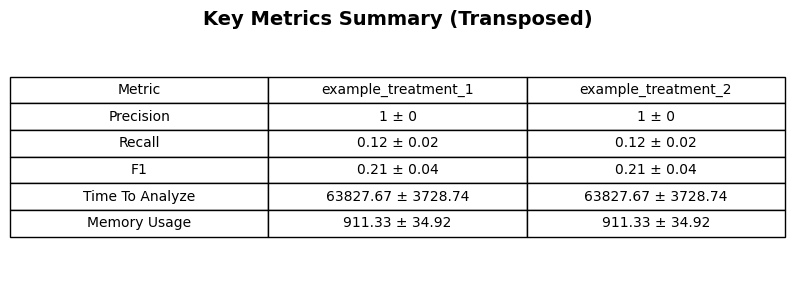 Key Metrics Summary (Transposed)
Metric example_treatment_1 example_treatment_2
Precision 1 ± 0 1 ± 0
Recall 0.12 ± 0.02 0.12 ± 0.02
F1 0.21 ± 0.04 0.21 ± 0.04
Time To Analyze 63827.67 ± 3728.74 63827.67 ± 3728.74
Memory Usage 911.33 ± 34.92 911.33 ± 34.92